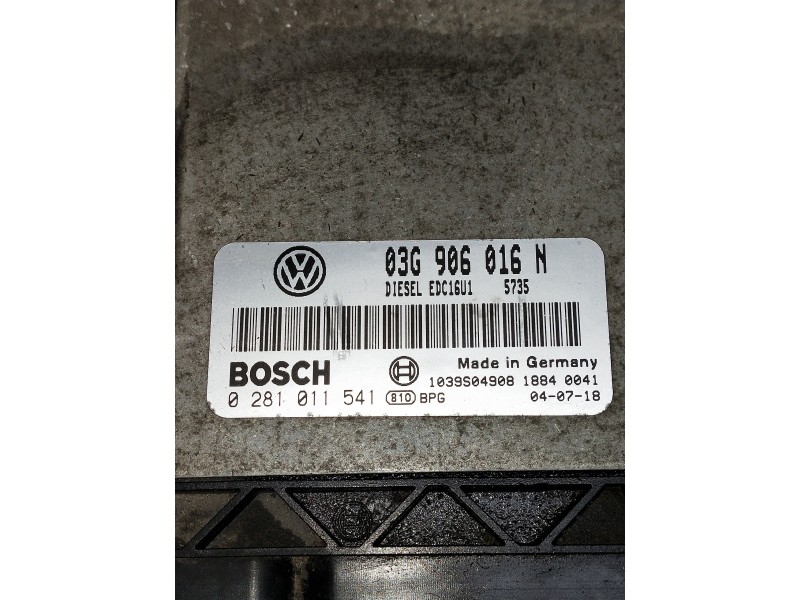 03G 906 016 N
DIESEL EDC16U1 5735
BOSCH
Made in Germany
1039S04908 1884 0041
0 281 011 541 810 BPG 04-07-18